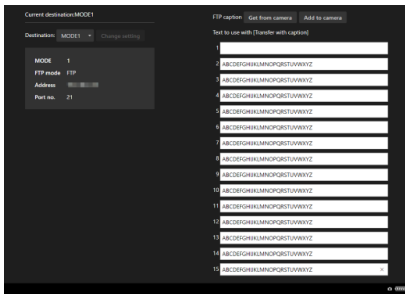 Current destination:MODE1
Destination: MODE1 Change setting
MODE 1
FTP mode FTP
Address
Port no. 21
FTP caption Get from camera Add to camera
Text to use with [Transfer with caption]
1
2 ABCDEFGHIJKLMNOPQRSTUVWXYZ
3 ABCDEFGHIJKLMNOPQRSTUVWXYZ
4 ABCDEFGHIJKLMNOPQRSTUVWXYZ
5 ABCDEFGHIJKLMNOPQRSTUVWXYZ
6 ABCDEFGHIJKLMNOPQRSTUVWXYZ
7 ABCDEFGHIJKLMNOPQRSTUVWXYZ
8 ABCDEFGHIJKLMNOPQRSTUVWXYZ
9 ABCDEFGHIJKLMNOPQRSTUVWXYZ
10 ABCDEFGHIJKLMNOPQRSTUVWXYZ
11 ABCDEFGHIJKLMNOPQRSTUVWXYZ
12 ABCDEFGHIJKLMNOPQRSTUVWXYZ
13 ABCDEFGHIJKLMNOPQRSTUVWXYZ
14 ABCDEFGHIJKLMNOPQRSTUVWXYZ
15 ABCDEFGHIJKLMNOPQRSTUVWXYZ